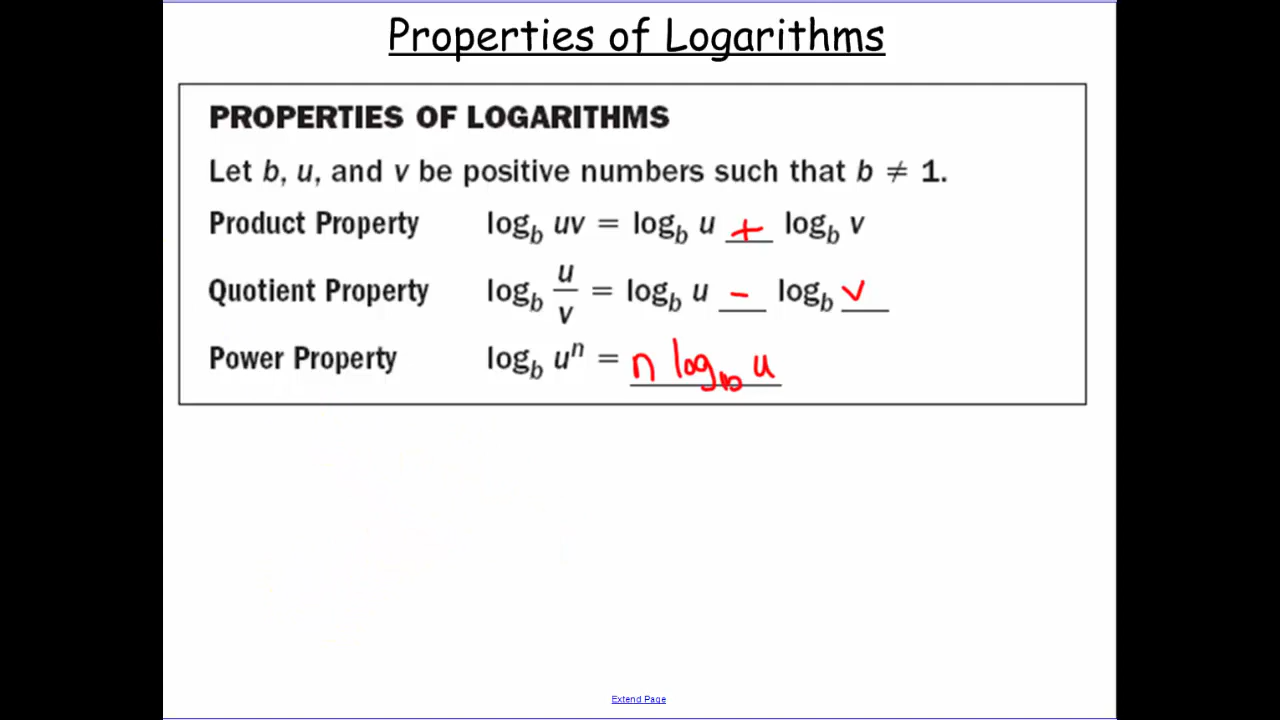 Properties of Logarithms
PROPERTIES OF LOGARITHMS
Let b, u, and v be positive numbers such that b ≠ 1.
Product Property log_b uv = log_b u + log_b v
Quotient Property log_b u/v = log_b u - log_b v
Power Property log_b u^n = n log_b u
Extend Page